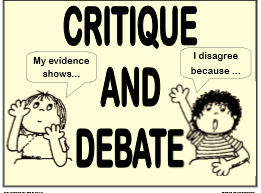 CRITIQUE
My evidence
shows...
I disagree
because ...
AND
DEBATE